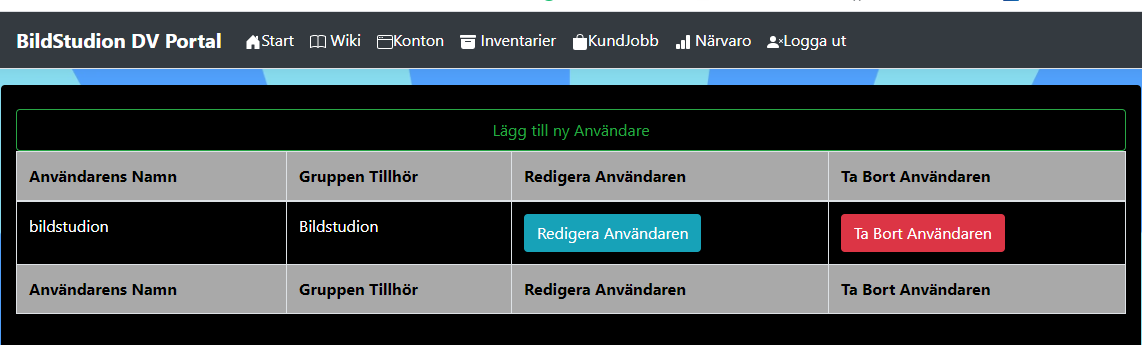 BildStudion DV Portal Start Wiki Konton Inventarier KundJobb Närvaro Logga ut
Lägg till ny Användare
Användarens Namn Gruppen Tillhör Redigera Användaren Ta Bort Användaren
bildstudion Bildstudion Redigera Användaren Ta Bort Användaren
Användarens Namn Gruppen Tillhör Redigera Användaren Ta Bort Användaren